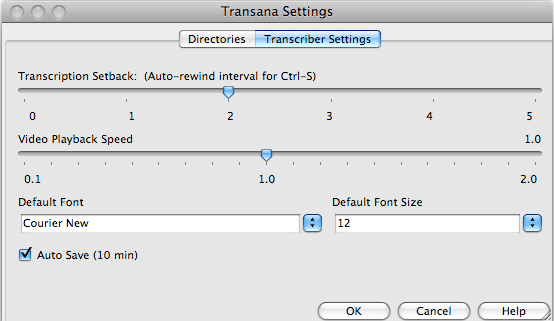 Transana Settings
Directories Transcriber Settings
Transcription Setback: (Auto-rewind interval for Ctrl-S)
0 1 2 3 4 5
Video Playback Speed 1.0
0.1 1.0 2.0
Default Font Default Font Size
Courier New 12
Auto Save (10 min)
OK Cancel Help